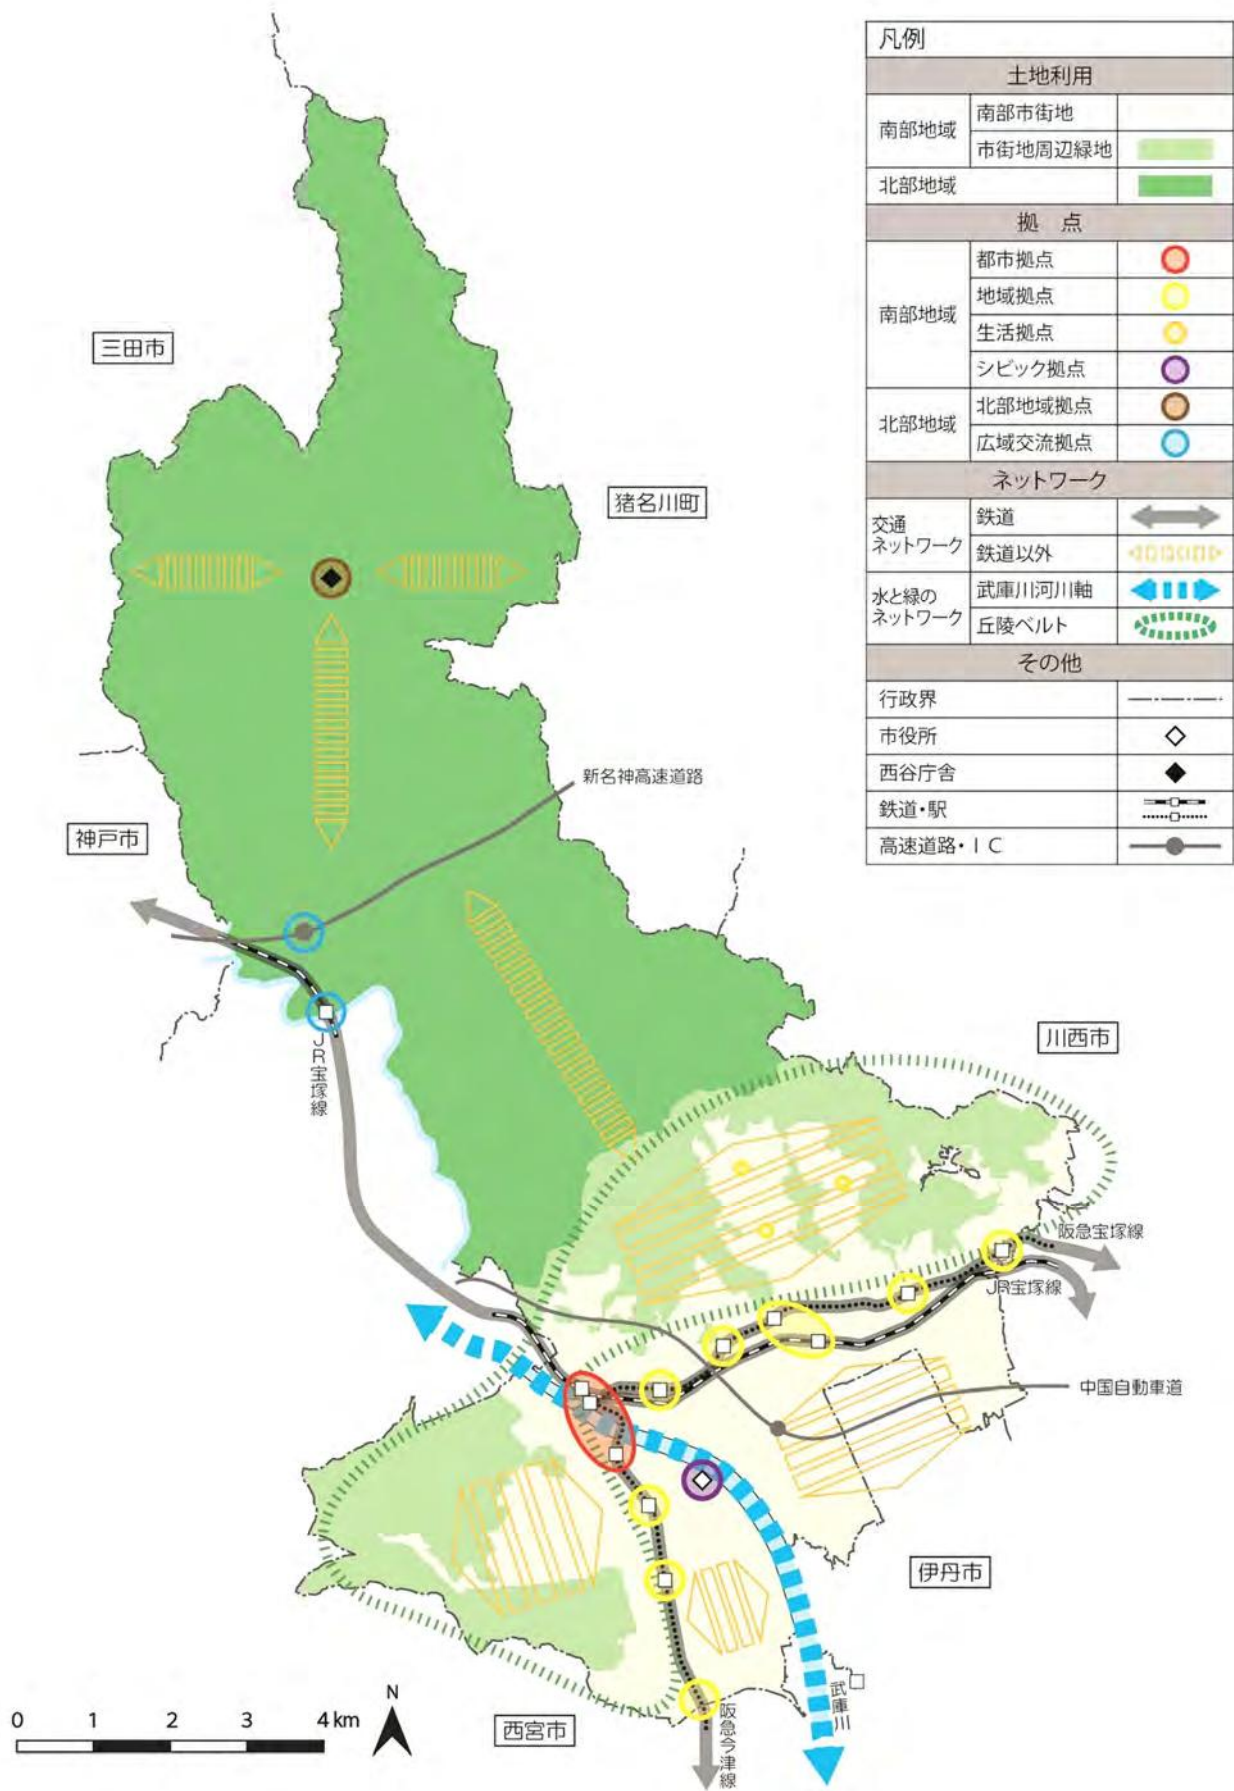 凡例
土地利用
南部地域
南部市街地
市街地周辺緑地
北部地域
拠　点
南部地域
都市拠点
地域拠点
生活拠点
シビック拠点
北部地域
北部地域拠点
広域交流拠点
ネットワーク
交通
ネットワーク
鉄道
鉄道以外
水と緑の
ネットワーク
武庫川河川軸
丘陵ベルト
その他
行政界
市役所
西谷庁舎
鉄道・駅
高速道路・ＩＣ
三田市
猪名川町
新名神高速道路
神戸市
JR宝塚線
川西市
阪急宝塚線
JR宝塚線
中国自動車道
伊丹市
武庫川
西宮市
阪急今津線
0 1 2 3 4 km
N